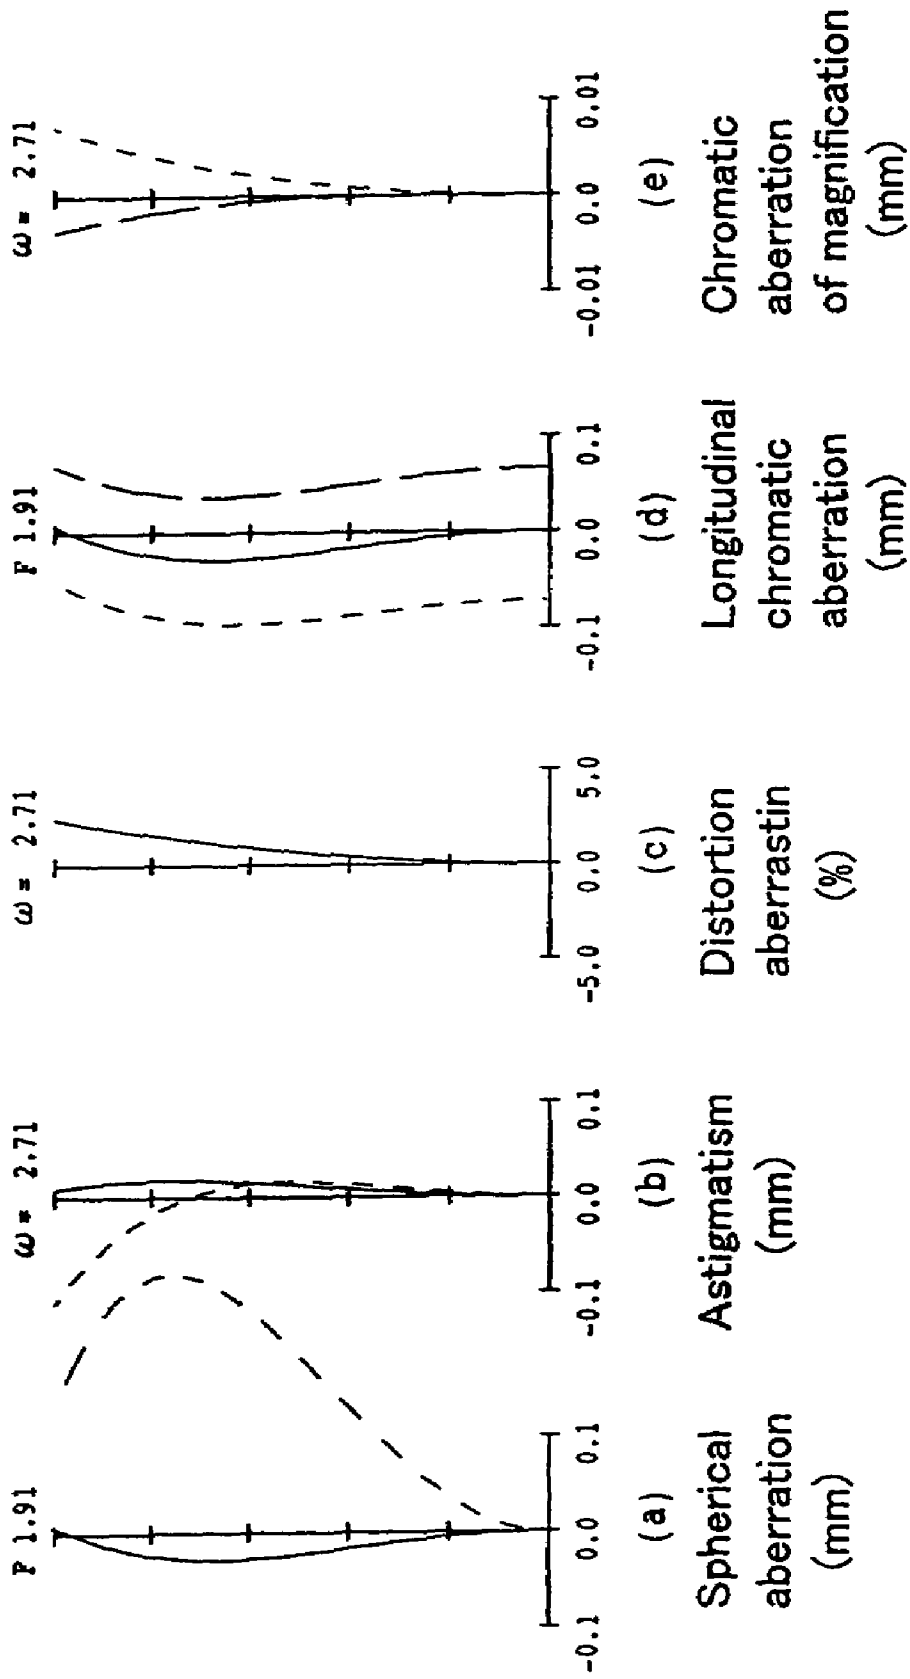 F 1.91
-0.1 0.0 0.1
(a)
Spherical
aberration
(mm)
ω= 2.71
-0.1 0.0 0.1
(b)
Astigmatism
(mm)
ω= 2.71
-5.0 0.0 5.0
(c)
Distortion
aberrastin
(%)
F 1.91
-0.1 0.0 0.1
(d)
Longitudinal
chromatic
aberration
(mm)
ω= 2.71
-0.01 0.0 0.01
(e)
Chromatic
aberration
of magnification
(mm)